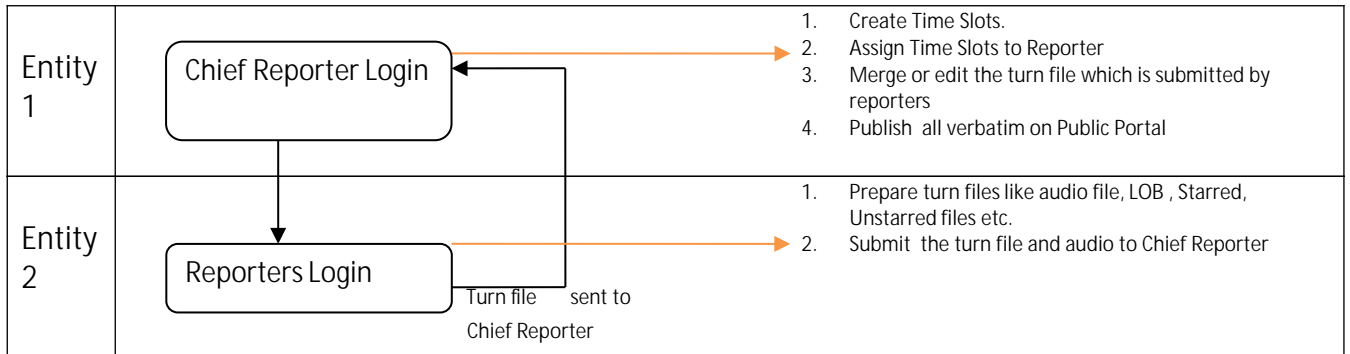 Entity
1
Chief Reporter Login
1. Create Time Slots.
2. Assign Time Slots to Reporter
3. Merge or edit the turn file which is submitted by
reporters
4. Publish all verbatim on Public Portal
Entity
2
Reporters Login
Turn file sent to
Chief Reporter
1. Prepare turn files like audio file, LOB , Starred,
Unstarred files etc.
2. Submit the turn file and audio to Chief Reporter